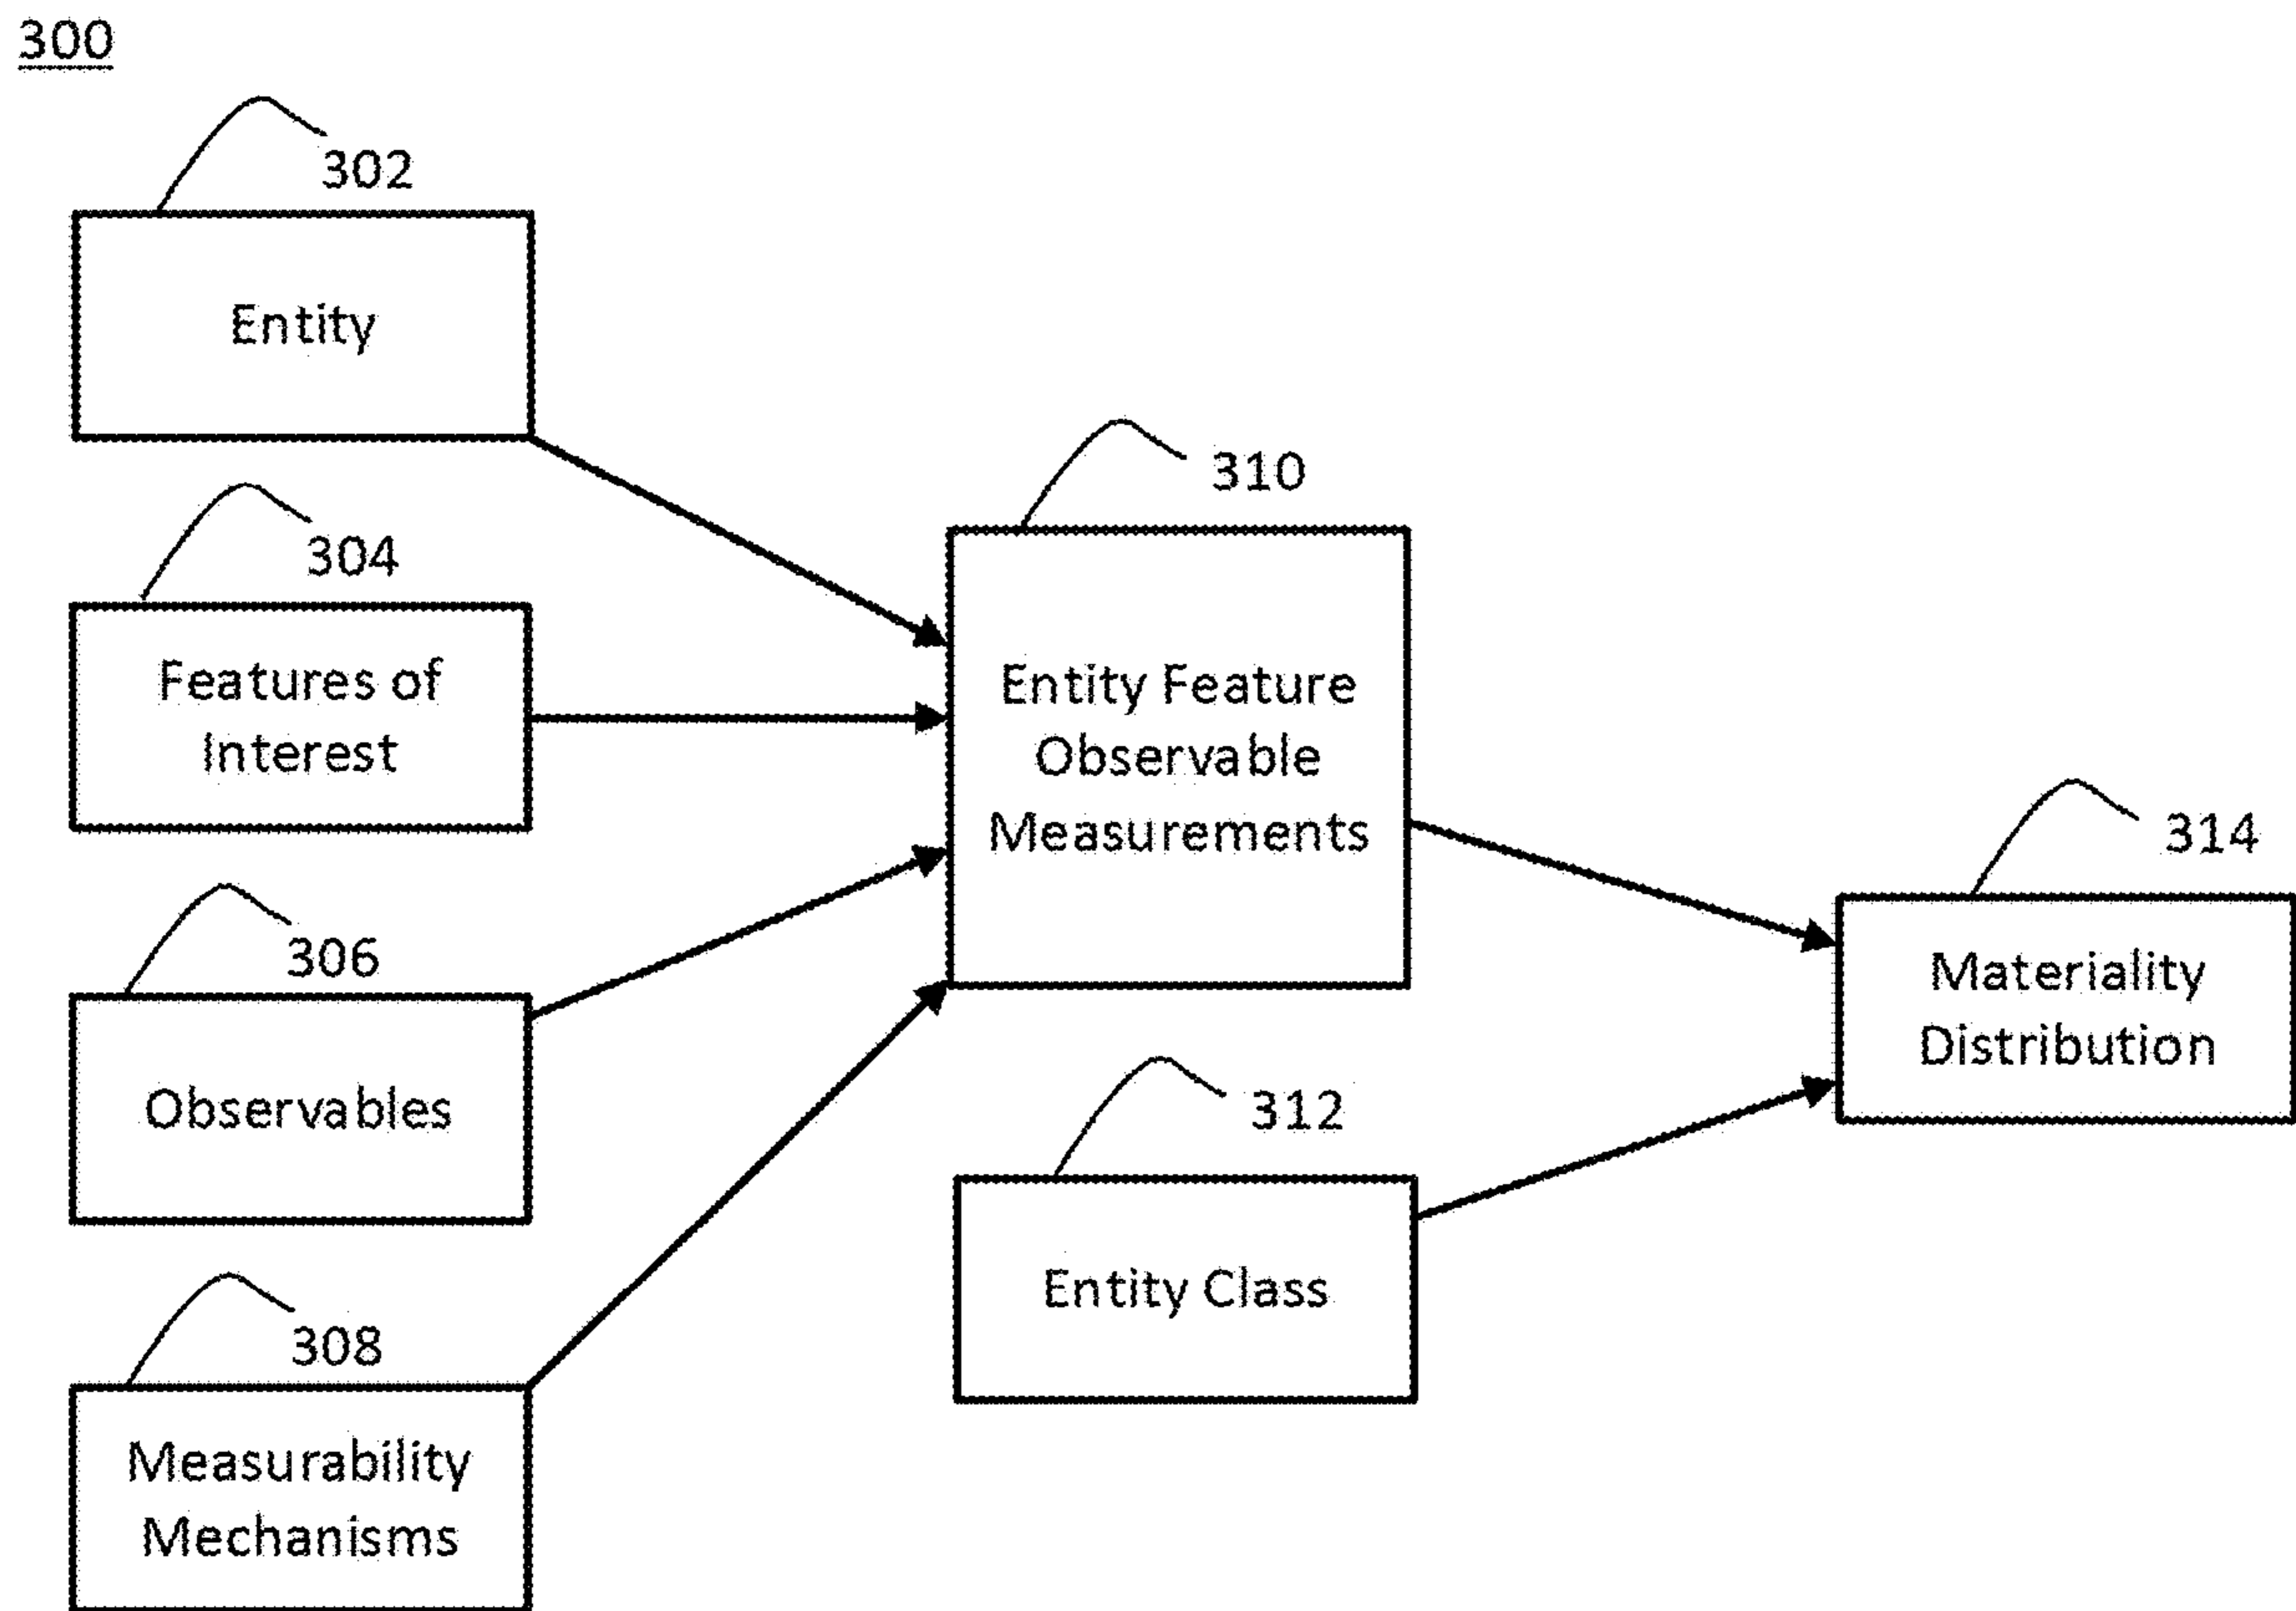 300
302
Entity
304
Features of
Interest
306
Observables
308
Measurability
Mechanisms
310
Entity Feature
Observable
Measurements
312
Entity Class
314
Materiality
Distribution